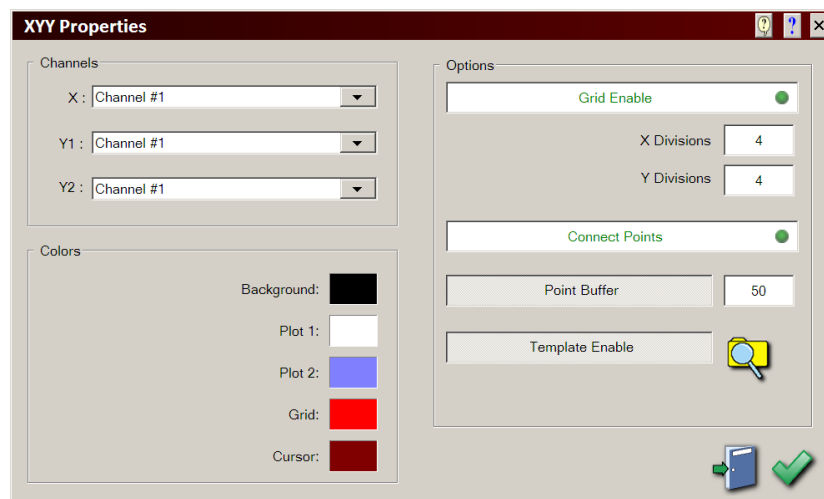 XYY Properties
Channels
X : Channel #1
Y1 : Channel #1
Y2 : Channel #1
Colors
Background:
Plot 1:
Plot 2:
Grid:
Cursor:
Options
Grid Enable
X Divisions 4
Y Divisions 4
Connect Points
Point Buffer 50
Template Enable